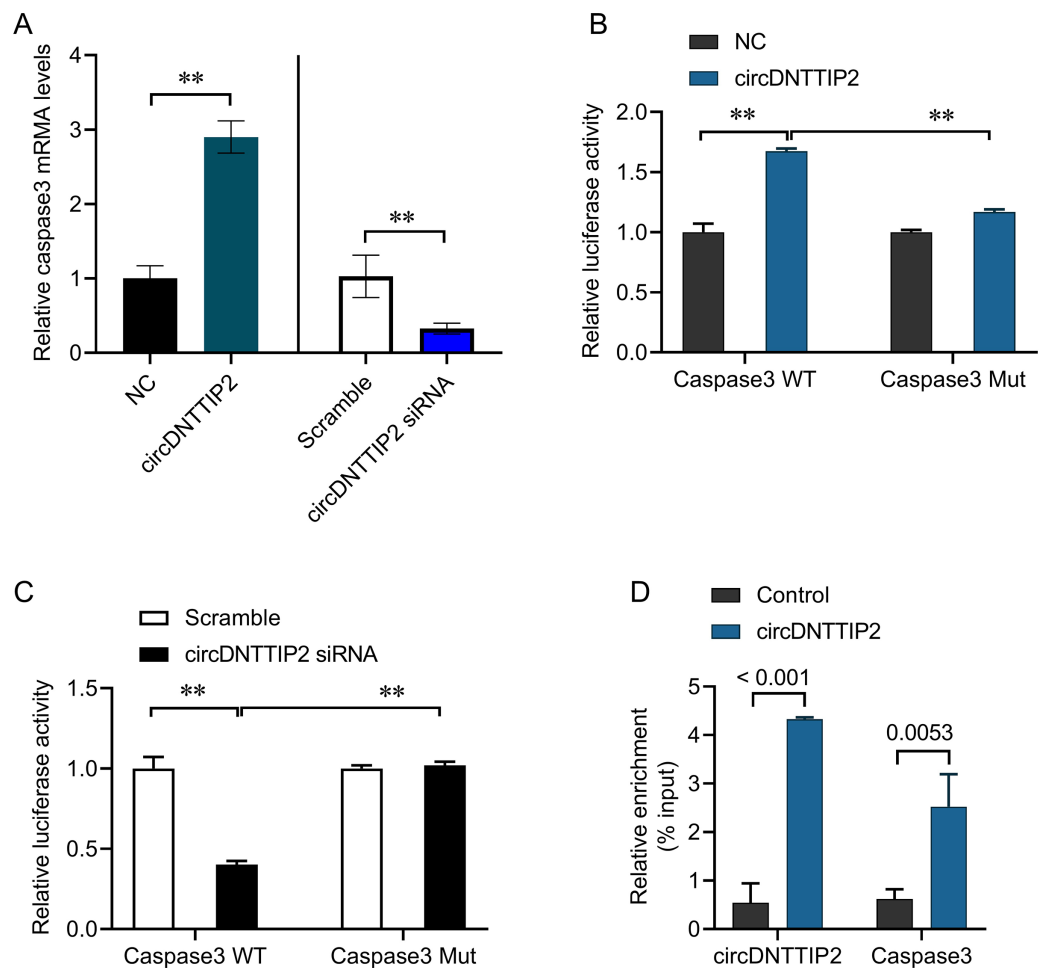 A
Relative caspase3 mRMA levels
4
3
2
1
0
**
**
NC
circDNTTIP2
Scramble
circDNTTIP2 siRNA
B
NC
circDNTTIP2
Relative luciferase activity
2.0
1.5
1.0
0.5
0.0
**
**
Caspase3 WT
Caspase3 Mut
C
Scramble
circDNTTIP2 siRNA
Relative luciferase activity
1.5
1.0
0.5
0.0
**
**
Caspase3 WT
Caspase3 Mut
D
Control
circDNTTIP2
Relative enrichment
(% input)
5
4
3
2
1
0
< 0.001
0.0053
circDNTTIP2
Caspase3